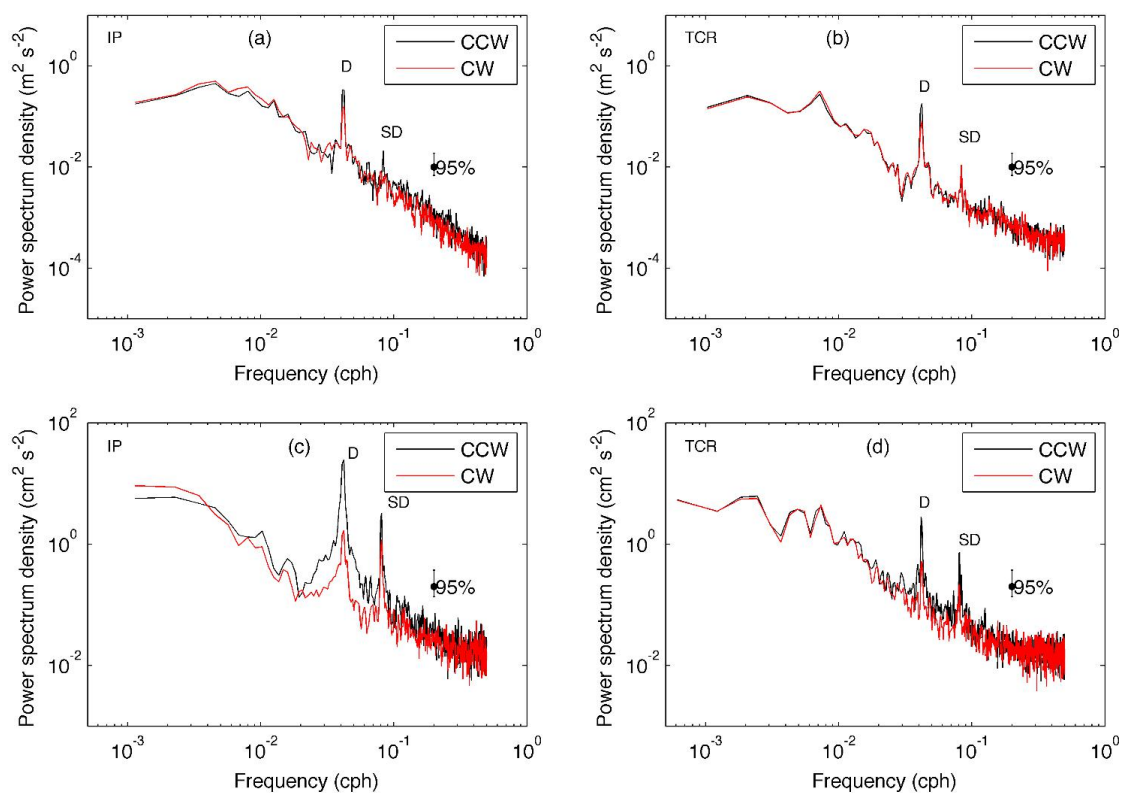 IP
(a)
CCW
CW
D
SD
95%
Power spectrum density (m² s⁻²)
10⁰
10⁻²
10⁻⁴
10⁻³
10⁻²
10⁻¹
10⁰
Frequency (cph)
TCR
(b)
CCW
CW
D
SD
95%
Power spectrum density (m² s⁻²)
10⁰
10⁻²
10⁻⁴
10⁻³
10⁻²
10⁻¹
10⁰
Frequency (cph)
IP
(c)
CCW
CW
D
SD
95%
Power spectrum density (cm² s⁻²)
10²
10⁰
10⁻²
10⁻³
10⁻²
10⁻¹
10⁰
Frequency (cph)
TCR
(d)
CCW
CW
D
SD
95%
Power spectrum density (cm² s⁻²)
10²
10⁰
10⁻²
10⁻³
10⁻²
10⁻¹
10⁰
Frequency (cph)